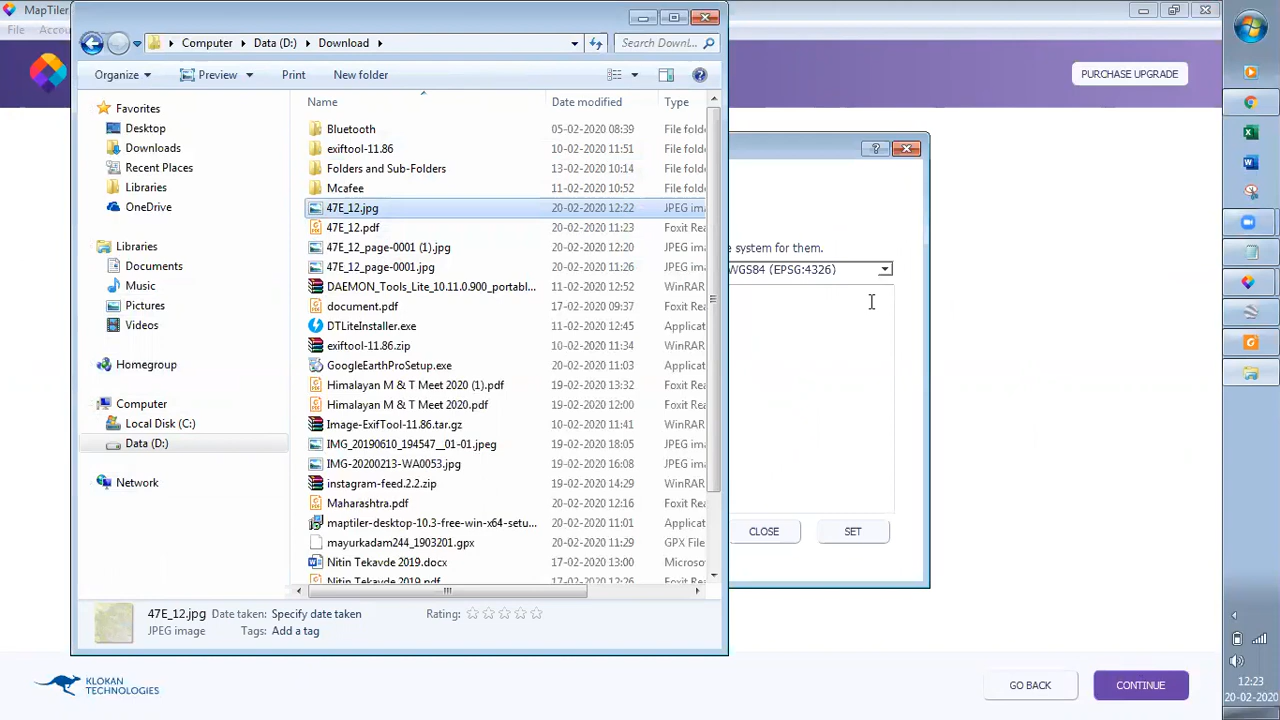 MapTiler
File Accou
PURCHASE UPGRADE
Computer Data (D:) Download
Search Downl...
Organize Preview Print New folder
Name Date modified Type
Favorites
Desktop
Downloads
Recent Places
Libraries
OneDrive
Libraries
Documents
Music
Pictures
Videos
Homegroup
Computer
Local Disk (C:)
Data (D:)
Network
Bluetooth 05-02-2020 08:39 File fold
exiftool-11.86 10-02-2020 11:51 File fold
Folders and Sub-Folders 13-02-2020 10:14 File fold
Mcafee 11-02-2020 10:52 File fold
47E_12.jpg 20-02-2020 12:22 JPEG im
47E_12.pdf 20-02-2020 11:23 Foxit Re
47E_12_page-0001 (1).jpg 20-02-2020 12:20 JPEG im
47E_12_page-0001.jpg 20-02-2020 11:26 JPEG im
DAEMON_Tools_Lite_10.11.0.900_portabl... 11-02-2020 12:52 WinRAR
document.pdf 17-02-2020 09:37 Foxit Re
DTLiteInstaller.exe 11-02-2020 12:45 Applicat
exiftool-11.86.zip 10-02-2020 11:34 WinRAR
GoogleEarthProSetup.exe 20-02-2020 11:03 Applicat
Himalayan M & T Meet 2020 (1).pdf 19-02-2020 13:32 Foxit Re
Himalayan M & T Meet 2020.pdf 19-02-2020 12:00 Foxit Re
Image-ExifTool-11.86.tar.gz 10-02-2020 11:41 WinRAR
IMG_20190610_194547__01-01.jpeg 19-02-2020 18:05 JPEG im
IMG-20200213-WA0053.jpg 19-02-2020 16:08 JPEG im
instagram-feed.2.2.zip 19-02-2020 14:29 WinRAR
Maharashtra.pdf 20-02-2020 12:16 Foxit Re
maptiler-desktop-10.3-free-win-x64-setu... 20-02-2020 11:01 Applicat
mayurkadam244_1903201.gpx 20-02-2020 11:29 GPX File
Nitin Tekavde 2019.docx 17-02-2020 13:00 Microso
Nitin Tekavde 2019.pdf 17-02-2020 12:26 Foxit Re
47E_12.jpg Date taken: Specify date taken Rating:
JPEG image Tags: Add a tag
e system for them.
WGS84 (EPSG:4326)
CLOSE SET
KLOKAN
TECHNOLOGIES
GO BACK CONTINUE
12:23
20-02-2020